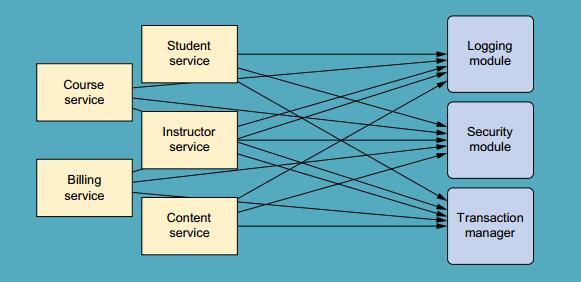 Student
service
Logging
module
Course
service
Instructor
service
Security
module
Billing
service
Content
service
Transaction
manager